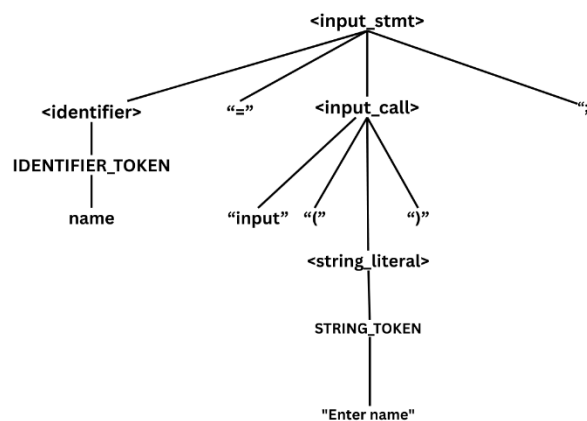 <input_stmt>
<identifier> “=” <input_call> “;
IDENTIFIER_TOKEN
name “input” “(” “)”
<string_literal>
STRING_TOKEN
"Enter name"